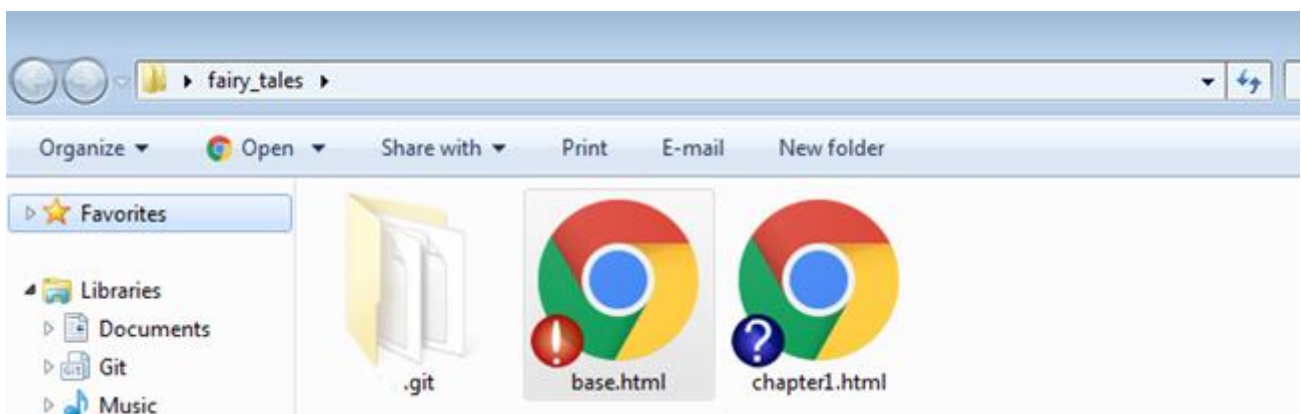 fairy_tales
Organize Open Share with Print E-mail New folder
Favorites
Libraries
Documents
Git
Music
.git base.html chapter1.html